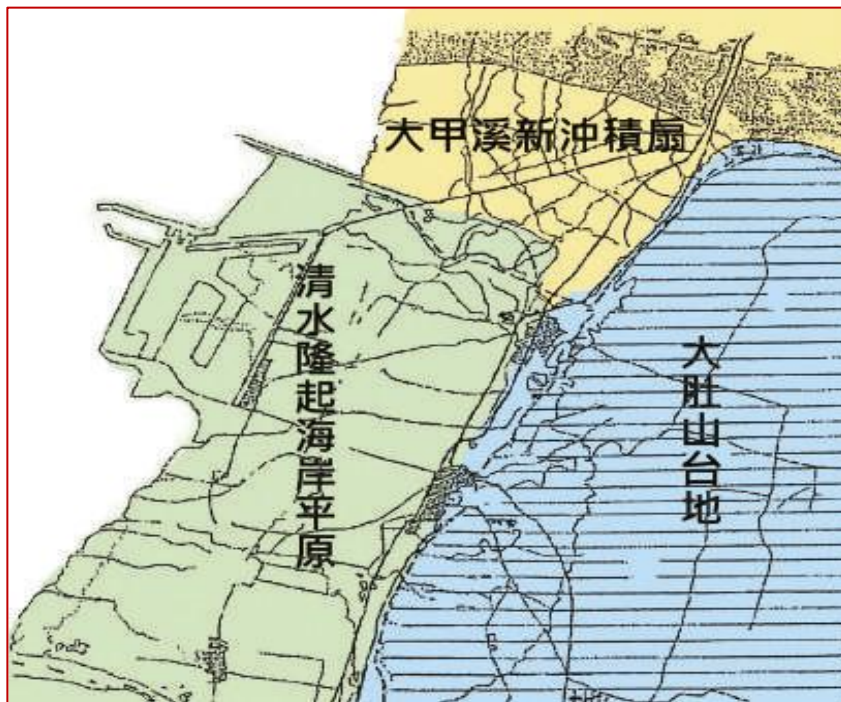 大甲溪新沖積扇
清水隆起海岸平原
大肚山台地